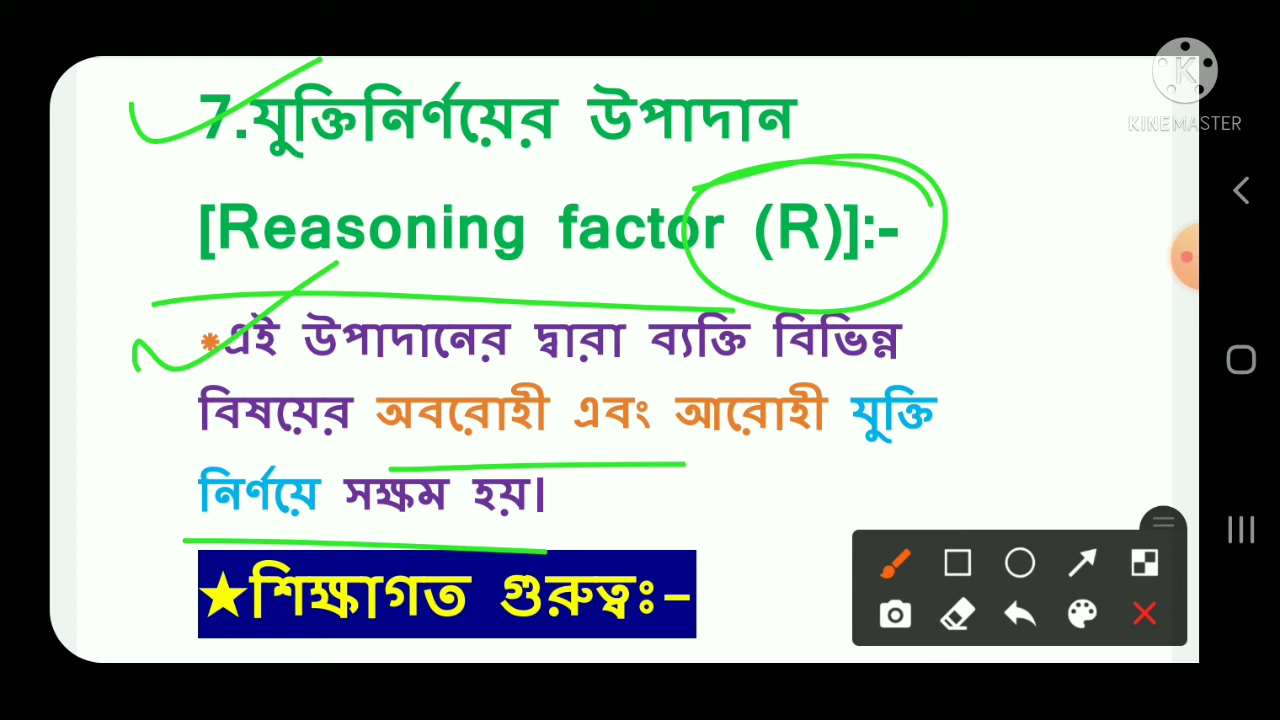 7.যুক্তিনির্ণয়ের উপাদান
[Reasoning factor (R)]:-
*এই উপাদানের দ্বারা ব্যক্তি বিভিন্ন
বিষয়ের অবরোহী এবং আরোহী যুক্তি
নির্ণয়ে সক্ষম হয়।
★শিক্ষাগত গুরুত্বঃ-
K
KINEMASTER